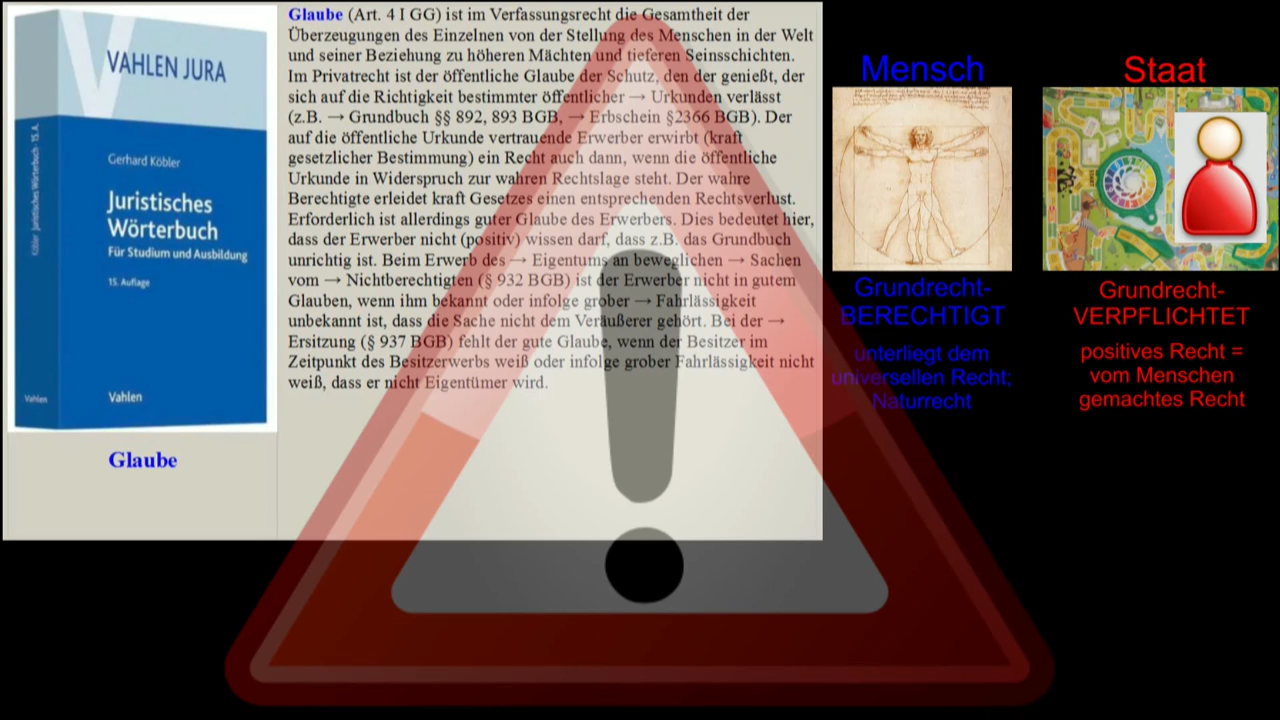 VAHLEN JURA
Gerhard Köbler
Juristisches
Wörterbuch
Für Studium und Ausbildung
15. Auflage
Vahlen
Vahlen
Köbler Juristisches Wörterbuch · 15. A.
Glaube
Glaube (Art. 4 I GG) ist im Verfassungsrecht die Gesamtheit der
Überzeugungen des Einzelnen von der Stellung des Menschen in der Welt
und seiner Beziehung zu höheren Mächten und tieferen Seinsschichten.
Im Privatrecht ist der öffentliche Glaube der Schutz, den der genießt, der
sich auf die Richtigkeit bestimmter öffentlicher → Urkunden verlässt
(z.B. → Grundbuch §§ 892, 893 BGB, → Erbschein §2366 BGB). Der
auf die öffentliche Urkunde vertrauende Erwerber erwirbt (kraft
gesetzlicher Bestimmung) ein Recht auch dann, wenn die öffentliche
Urkunde in Widerspruch zur wahren Rechtslage steht. Der wahre
Berechtigte erleidet kraft Gesetzes einen entsprechenden Rechtsverlust.
Erforderlich ist allerdings guter Glaube des Erwerbers. Dies bedeutet hier,
dass der Erwerber nicht (positiv) wissen darf, dass z.B. das Grundbuch
unrichtig ist. Beim Erwerb des → Eigentums an beweglichen → Sachen
vom → Nichtberechtigten (§ 932 BGB) ist der Erwerber nicht in gutem
Glauben, wenn ihm bekannt oder infolge grober → Fahrlässigkeit
unbekannt ist, dass die Sache nicht dem Veräußerer gehört. Bei der →
Ersitzung (§ 937 BGB) fehlt der gute Glaube, wenn der Besitzer im
Zeitpunkt des Besitzerwerbs weiß oder infolge grober Fahrlässigkeit nicht
weiß, dass er nicht Eigentümer wird.
Mensch
Grundrecht-
BERECHTIGT
unterliegt dem
universellen Recht;
Naturrecht
Staat
Grundrecht-
VERPFLICHTET
positives Recht =
vom Menschen
gemachtes Recht